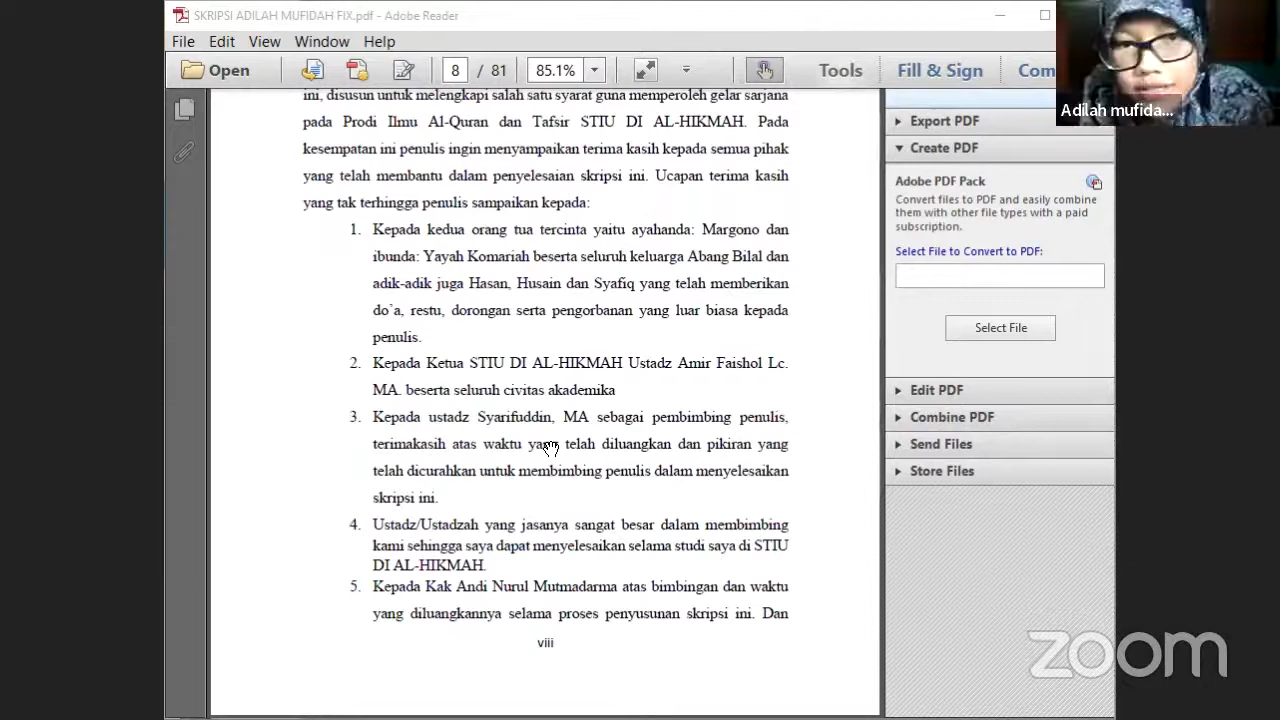 SKRIPSI ADILAH MUFIDAH FIX.pdf - Adobe Reader
File Edit View Window Help
Open 8 / 81 85.1% Tools Fill & Sign Com
Adilah mufida...
ini, disusun untuk melengkapi salah satu syarat guna memperoleh gelar sarjana
pada Prodi Ilmu Al-Quran dan Tafsir STIU DI AL-HIKMAH. Pada
kesempatan ini penulis ingin menyampaikan terima kasih kepada semua pihak
yang telah membantu dalam penyelesaian skripsi ini. Ucapan terima kasih
yang tak terhingga penulis sampaikan kepada:
1. Kepada kedua orang tua tercinta yaitu ayahanda: Margono dan
ibunda: Yayah Komariah beserta seluruh keluarga Abang Bilal dan
adik-adik juga Hasan, Husain dan Syafiq yang telah memberikan
do`a, restu, dorongan serta pengorbanan yang luar biasa kepada
penulis.
2. Kepada Ketua STIU DI AL-HIKMAH Ustadz Amir Faishol Lc.
MA. beserta seluruh civitas akademika
3. Kepada ustadz Syarifuddin, MA sebagai pembimbing penulis,
terimakasih atas waktu yang telah diluangkan dan pikiran yang
telah dicurahkan untuk membimbing penulis dalam menyelesaikan
skripsi ini.
4. Ustadz/Ustadzah yang jasanya sangat besar dalam membimbing
kami sehingga saya dapat menyelesaikan selama studi saya di STIU
DI AL-HIKMAH.
5. Kepada Kak Andi Nurul Mutmadarma atas bimbingan dan waktu
yang diluangkannya selama proses penyusunan skripsi ini. Dan
viii
Export PDF
Create PDF
Adobe PDF Pack
Convert files to PDF and easily combine
them with other file types with a paid
subscription.
Select File to Convert to PDF:
Select File
Edit PDF
Combine PDF
Send Files
Store Files
zoom